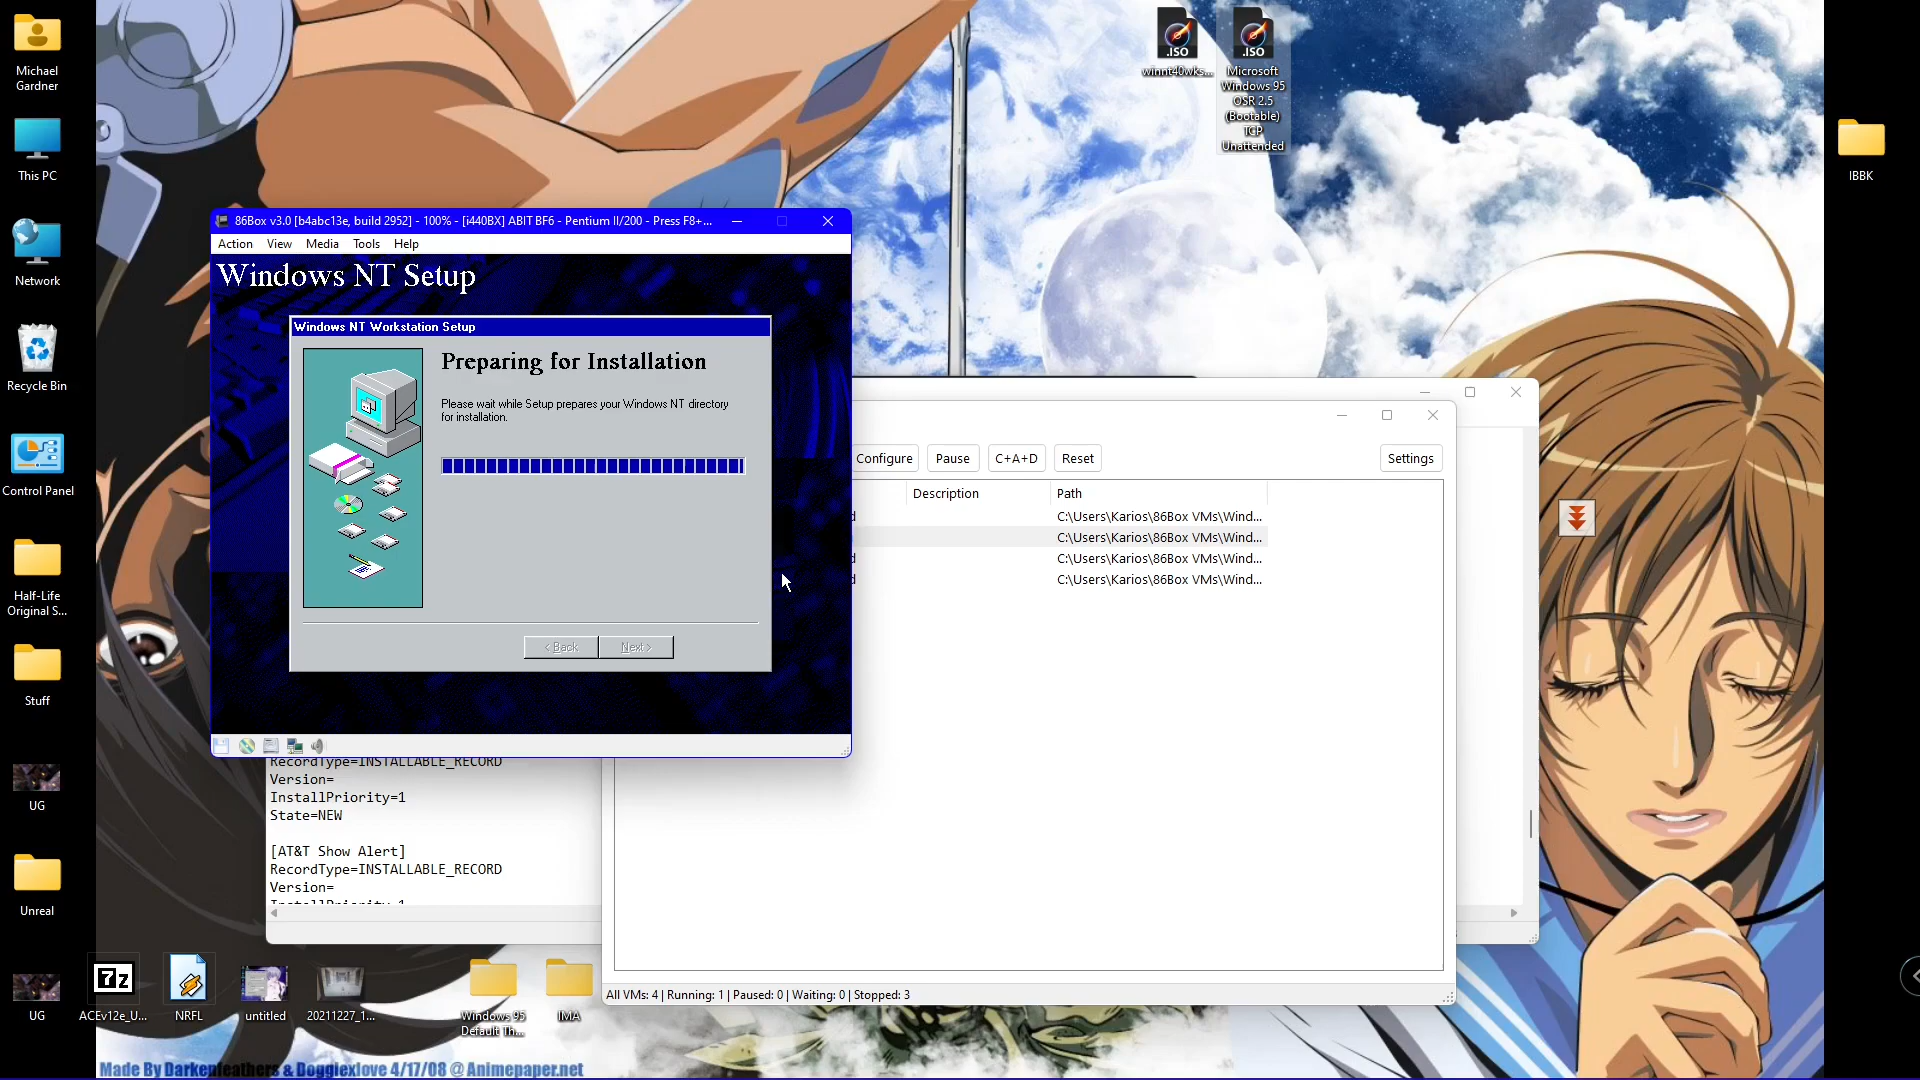 Michael
Gardner
This PC
Network
Recycle Bin
Control Panel
Half-Life
Original S...
Stuff
UG
Unreal
UG
.ISO
winnt40wks...
.ISO
Microsoft
Windows 95
OSR 2.5
(Bootable)
TCP
Unattended
IBBK
86Box v3.0 [b4abc13e, build 2952] - 100% - [i440BX] ABIT BF6 - Pentium II/200 - Press F8+...
Action View Media Tools Help
Windows NT Setup
Windows NT Workstation Setup
Preparing for Installation
Please wait while Setup prepares your Windows NT directory
for installation.
< Back
Next >
Configure
Pause
C+A+D
Reset
Settings
Description
Path
C:\Users\Karios\86Box VMs\Wind...
C:\Users\Karios\86Box VMs\Wind...
C:\Users\Karios\86Box VMs\Wind...
C:\Users\Karios\86Box VMs\Wind...
All VMs: 4 | Running: 1 | Paused: 0 | Waiting: 0 | Stopped: 3
RecordType=INSTALLABLE_RECORD
Version=
InstallPriority=1
State=NEW
[AT&T Show Alert]
RecordType=INSTALLABLE_RECORD
Version=
7z
ACEv12e_U...
NRFL
untitled
20211227_1...
Windows 95
Default Th...
IMA
Made By Darkenfeathers & Doggiexlove 4/17/08 @ Animepaper.net